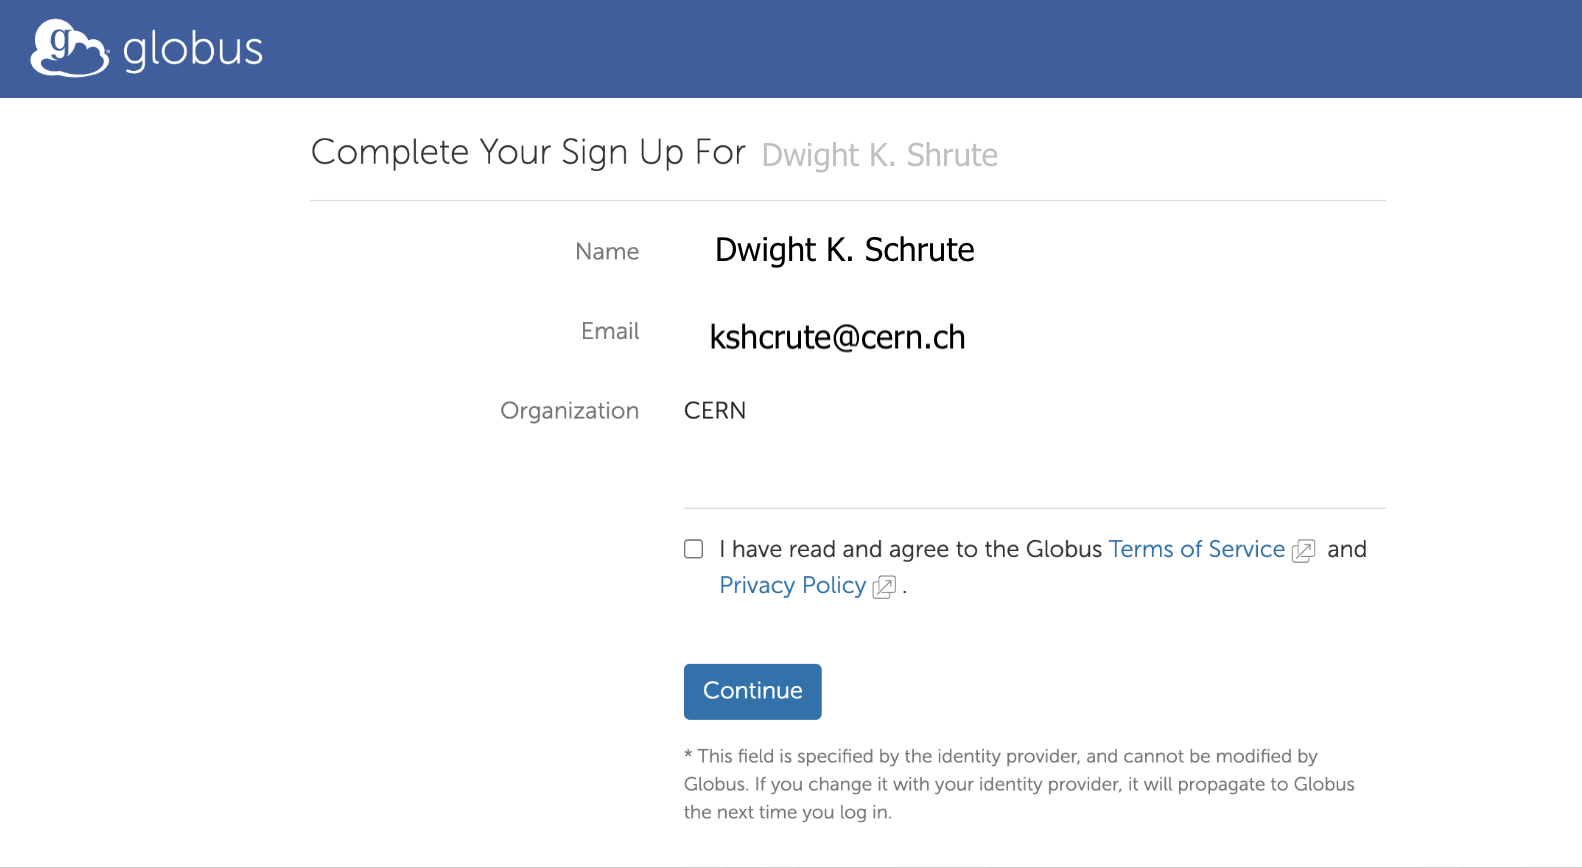 globus
Complete Your Sign Up For Dwight K. Shrute
Name Dwight K. Schrute
Email kshcrute@cern.ch
Organization CERN
I have read and agree to the Globus Terms of Service and
Privacy Policy .
Continue
* This field is specified by the identity provider, and cannot be modified by
Globus. If you change it with your identity provider, it will propagate to Globus
the next time you log in.